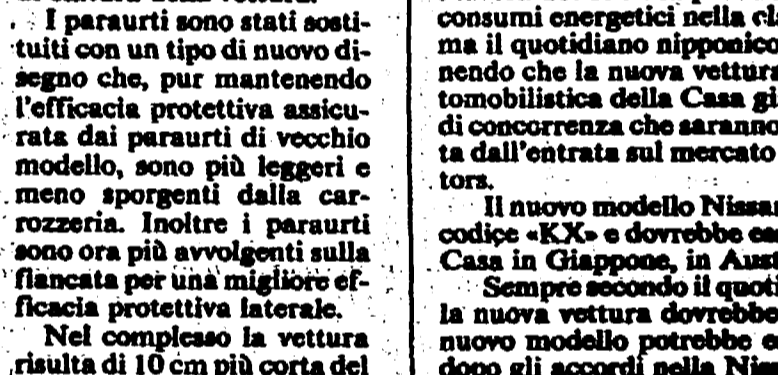 I paraurti sono stati sosti-
tuiti con un tipo di nuovo di-
segno che, pur mantenendo
l'efficacia protettiva assicu-
rata dai paraurti di vecchio
modello, sono più leggeri e
meno sporgenti dalla car-
rozzeria. Inoltre i paraurti
sono ora più avvolgenti sulla
fiancata per una migliore ef-
ficacia protettiva laterale.
Nel complesso la vettura
risulta di 10 cm più corta del
consumi energetici nella
ma il quotidiano nipponico
nendo che la nuova vettura
tomobilistica della Casa gi
di concorrenza che saranno
ta dall'entrata sul mercato
tors.
Il nuovo modello Nissan
codice «KX» e dovrebbe es
Casa in Giappone, in Aust
Sempre secondo il quoti
la nuova vettura dovrebbe
nuovo modello potrebbe e
dopo gli accordi nella Nis